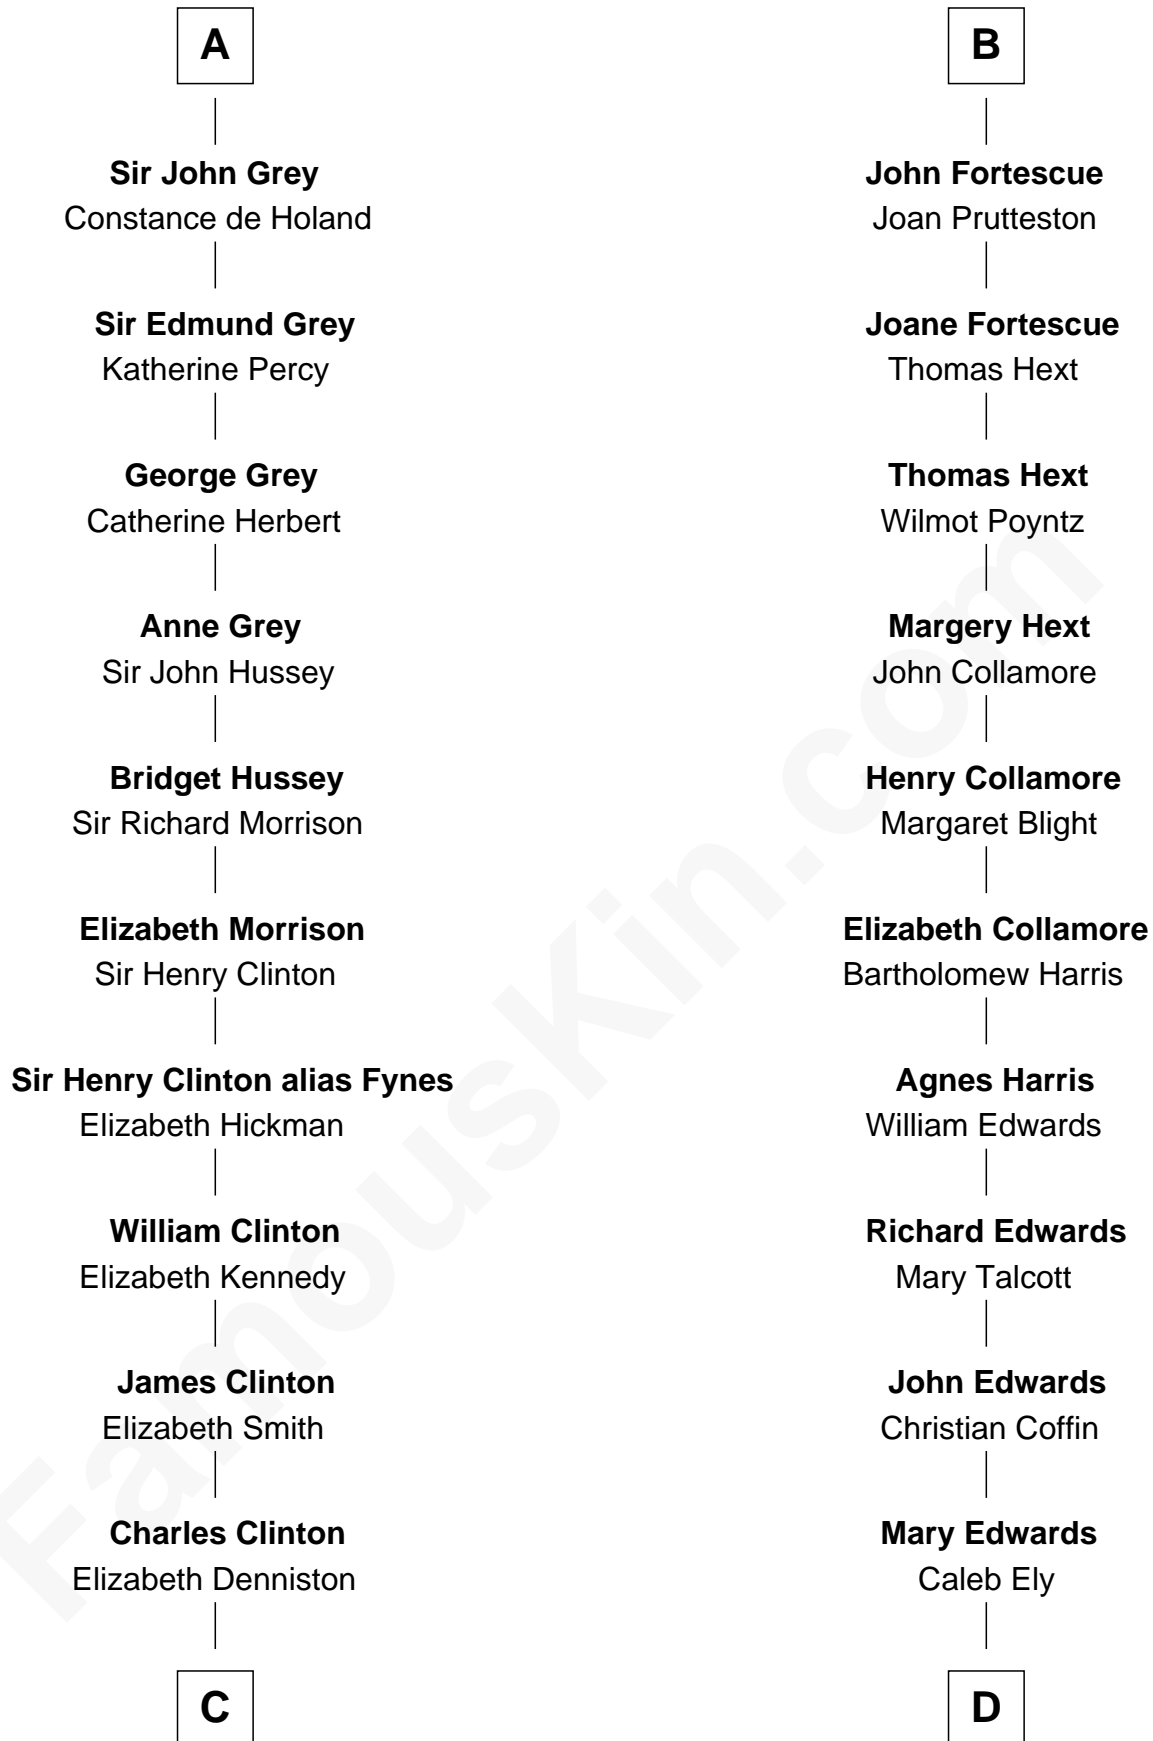 A
Sir John Grey
Constance de Holand
Sir Edmund Grey
Katherine Percy
George Grey
Catherine Herbert
Anne Grey
Sir John Hussey
Bridget Hussey
Sir Richard Morrison
Elizabeth Morrison
Sir Henry Clinton
Sir Henry Clinton alias Fynes
Elizabeth Hickman
William Clinton
Elizabeth Kennedy
James Clinton
Elizabeth Smith
Charles Clinton
Elizabeth Denniston
C
B
John Fortescue
Joan Prutteston
Joane Fortescue
Thomas Hext
Thomas Hext
Wilmot Poyntz
Margery Hext
John Collamore
Henry Collamore
Margaret Blight
Elizabeth Collamore
Bartholomew Harris
Agnes Harris
William Edwards
Richard Edwards
Mary Talcott
John Edwards
Christian Coffin
Mary Edwards
Caleb Ely
D
FamousKin.com